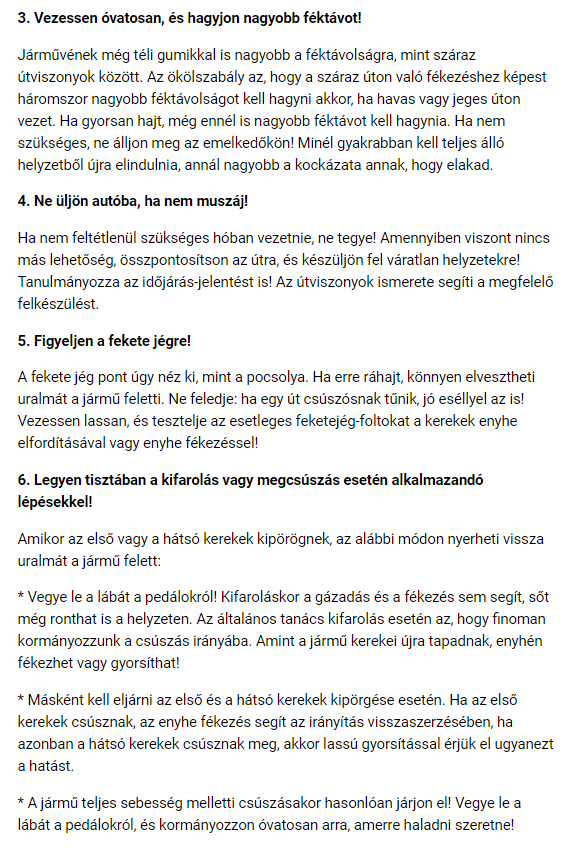 3. Vezessen óvatosan, és hagyjon nagyobb féktávot!
Járművének még téli gumikkal is nagyobb a féktávolságra, mint száraz
útviszonyok között. Az ökölszabály az, hogy a száraz úton való fékezéshez képest
háromszor nagyobb féktávolságot kell hagyni akkor, ha havas vagy jeges úton
vezet. Ha gyorsan hajt, még ennél is nagyobb féktávot kell hagynia. Ha nem
szükséges, ne álljon meg az emelkedőkön! Minél gyakrabban kell teljes álló
helyzetből újra elindulnia, annál nagyobb a kockázata annak, hogy elakad.
4. Ne üljön autóba, ha nem muszáj!
Ha nem feltétlenül szükséges hóban vezetnie, ne tegye! Amennyiben viszont nincs
más lehetőség, összpontosítson az útra, és készüljön fel váratlan helyzetekre!
Tanulmányozza az időjárás-jelentést is! Az útviszonyok ismerete segíti a megfelelő
felkészülést.
5. Figyeljen a fekete jégre!
A fekete jég pont úgy néz ki, mint a pocsolya. Ha erre ráhajt, könnyen elvesztheti
uralmát a jármű feletti. Ne feledje: ha egy út csúszósnak tűnik, jó eséllyel az is!
Vezessen lassan, és tesztelje az esetleges feketejég-foltokat a kerekek enyhe
elfordításával vagy enyhe fékezéssel!
6. Legyen tisztában a kifarolás vagy megcsúszás esetén alkalmazandó
lépésekkel!
Amikor az első vagy a hátsó kerekek kipörögnek, az alábbi módon nyerheti vissza
uralmát a jármű felett:
* Vegye le a lábát a pedálokról! Kifaroláskor a gázadás és a fékezés sem segít, sőt
még ronthat is a helyzeten. Az általános tanács kifarolás esetén az, hogy finoman
kormányozzunk a csúszás irányába. Amint a jármű kerekei újra tapadnak, enyhén
fékezhet vagy gyorsíthat!
* Másként kell eljárni az első és a hátsó kerekek kipörgése esetén. Ha az első
kerekek csúsznak, az enyhe fékezés segít az irányítás visszaszerzésében, ha
azonban a hátsó kerekek csúsznak meg, akkor lassú gyorsítással érjük el ugyanezt
a hatást.
* A jármű teljes sebesség melletti csúszásakor hasonlóan járjon el! Vegye le a
lábát a pedálokról, és kormányozzon óvatosan arra, amerre haladni szeretne!